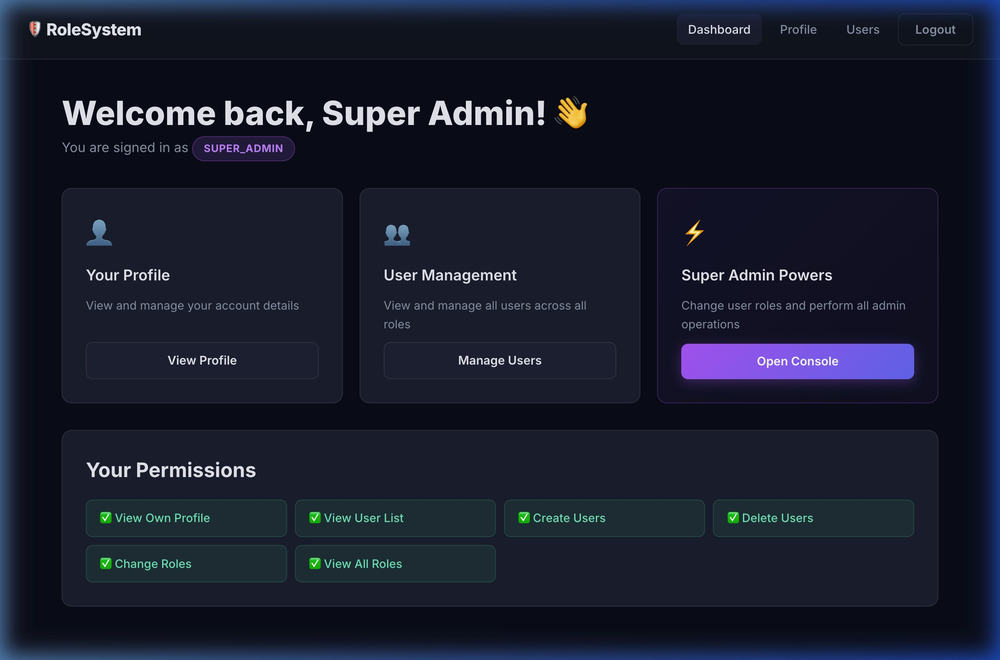 RoleSystem
Dashboard
Profile
Users
Logout
Welcome back, Super Admin! 👋
You are signed in as SUPER_ADMIN
Your Profile
View and manage your account details
View Profile
User Management
View and manage all users across all
roles
Manage Users
Super Admin Powers
Change user roles and perform all admin
operations
Open Console
Your Permissions
✅ View Own Profile
✅ View User List
✅ Create Users
✅ Delete Users
✅ Change Roles
✅ View All Roles